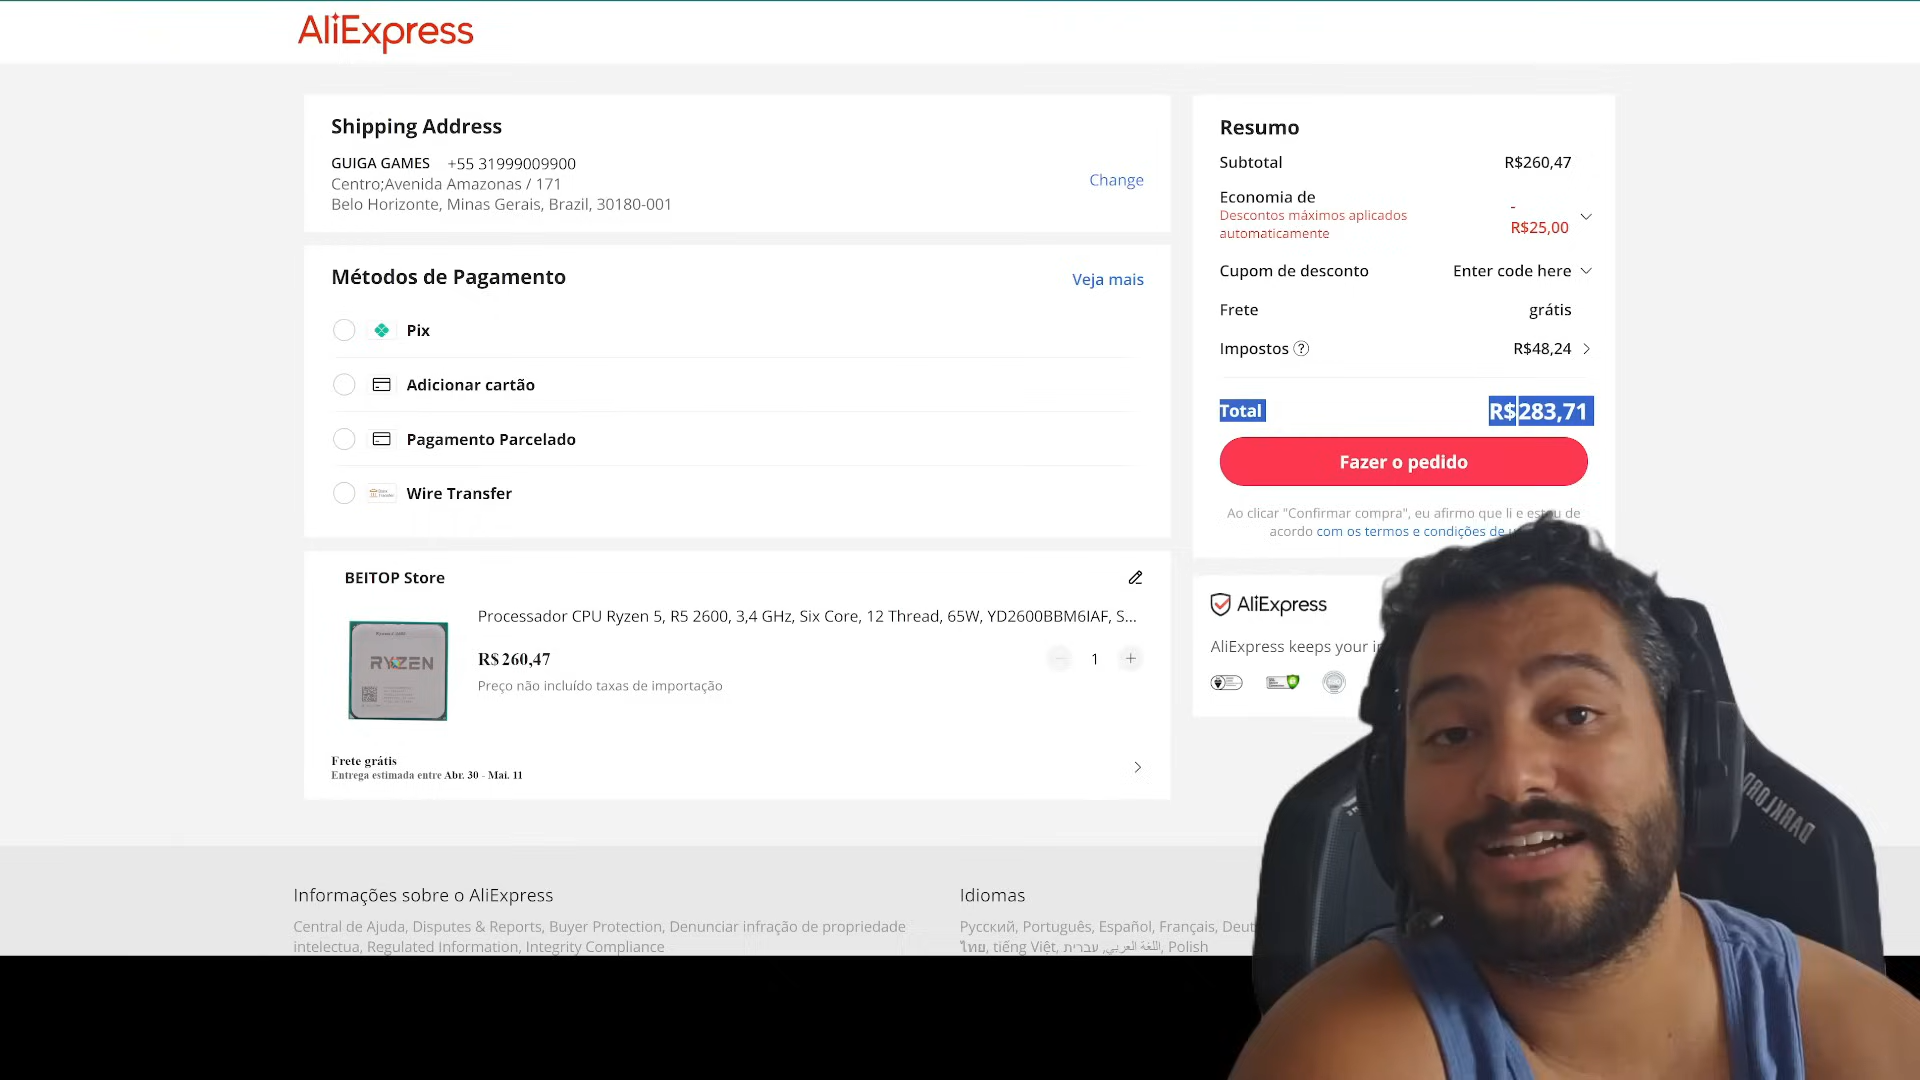 AliExpress
Shipping Address
GUIGA GAMES +55 31999009900
Centro;Avenida Amazonas / 171
Belo Horizonte, Minas Gerais, Brazil, 30180-001
Change
Métodos de Pagamento
Veja mais
Pix
Adicionar cartão
Pagamento Parcelado
Wire Transfer
BEITOP Store
Processador CPU Ryzen 5, R5 2600, 3,4 GHz, Six Core, 12 Thread, 65W, YD2600BBM6IAF, S...
RYZEN
R$ 260,47
1
Preço não incluído taxas de importação
Frete grátis
Entrega estimada entre Abr. 30 - Mai. 11
Resumo
Subtotal R$260,47
Economia de
Descontos máximos aplicados
automaticamente
-
R$25,00
Cupom de desconto Enter code here
Frete grátis
Impostos ? R$48,24
Total R$283,71
Fazer o pedido
Ao clicar "Confirmar compra", eu afirmo que li e estou de
acordo com os termos e condições de
AliExpress
AliExpress keeps your
DARKLORD
Informações sobre o AliExpress
Central de Ajuda, Disputes & Reports, Buyer Protection, Denunciar infração de propriedade
intelectua, Regulated Information, Integrity Compliance
Idiomas
Русский, Português, Español, Français, Deut
ไทย, tiếng Việt, اللغة العربي, עברית, Polish